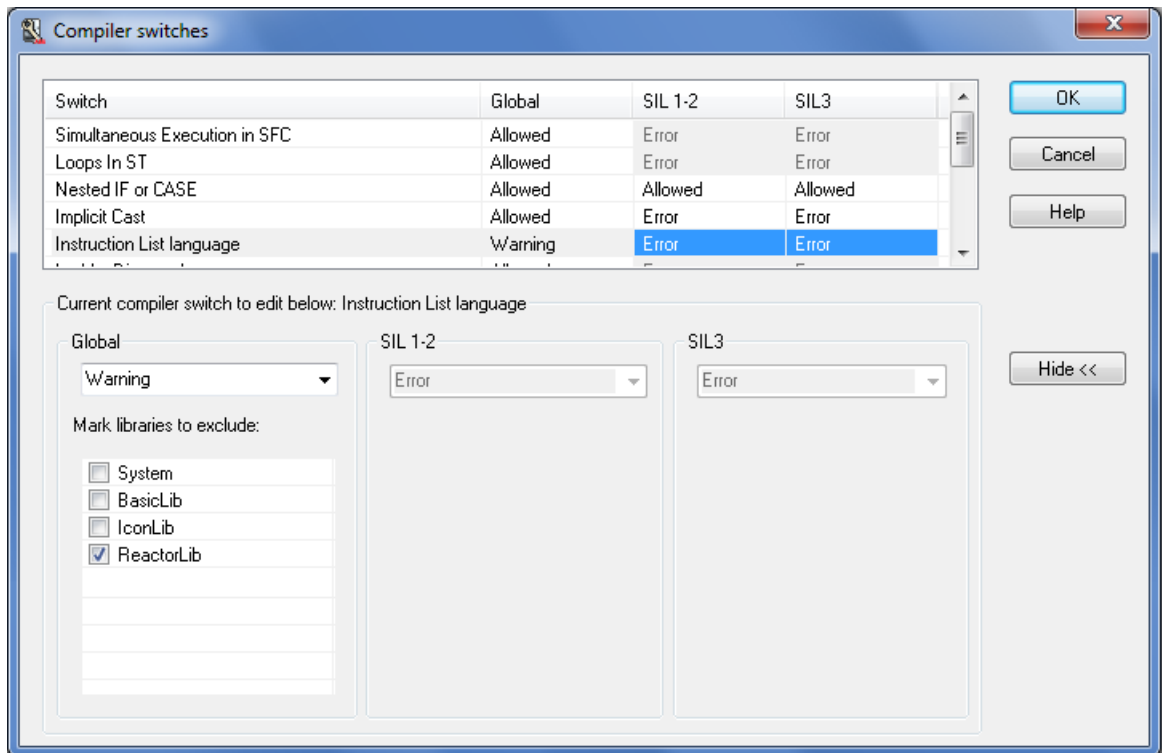 Compiler switches
Switch Global SIL 1-2 SIL3
Simultaneous Execution in SFC Allowed Error Error
Loops In ST Allowed Error Error
Nested IF or CASE Allowed Allowed Allowed
Implicit Cast Allowed Error Error
Instruction List language Warning Error Error
OK
Cancel
Help
Current compiler switch to edit below: Instruction List language
Global
Warning
Mark libraries to exclude:
System
BasicLib
IconLib
ReactorLib
SIL 1-2
Error
SIL3
Error
Hide <<